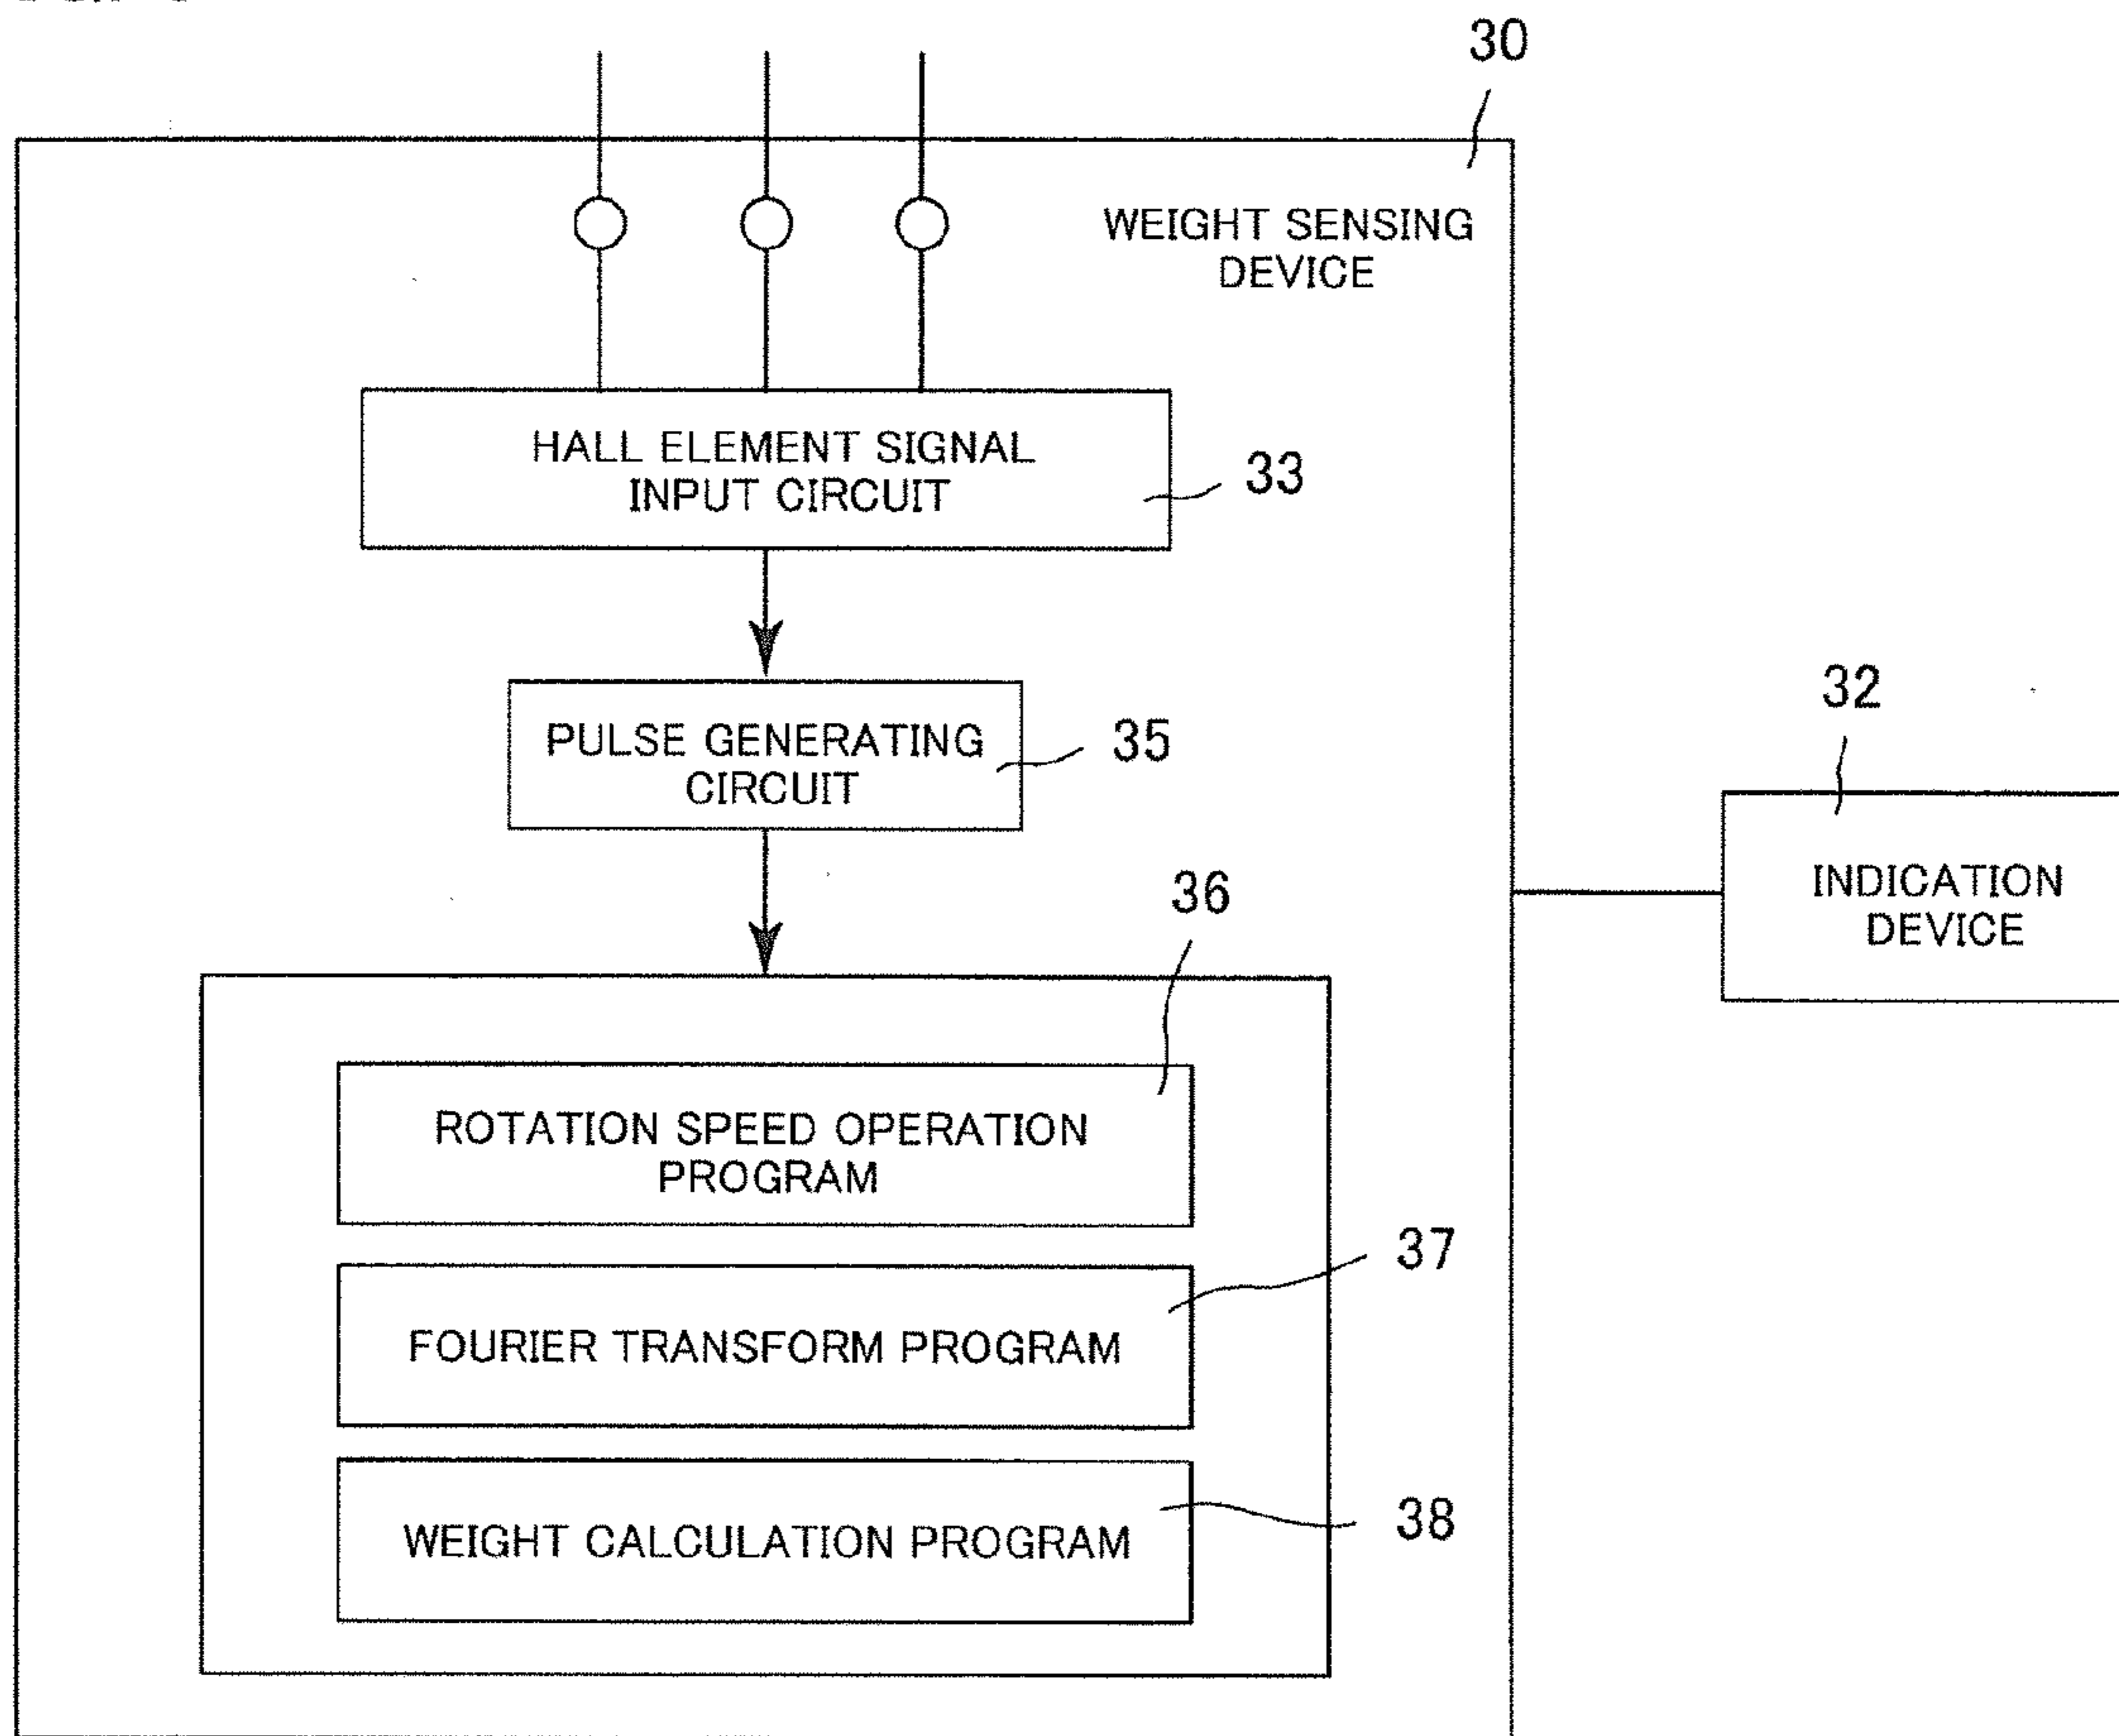 30
WEIGHT SENSING
DEVICE
HALL ELEMENT SIGNAL
INPUT CIRCUIT
33
PULSE GENERATING
CIRCUIT
35
32
INDICATION
DEVICE
36
ROTATION SPEED OPERATION
PROGRAM
37
FOURIER TRANSFORM PROGRAM
38
WEIGHT CALCULATION PROGRAM